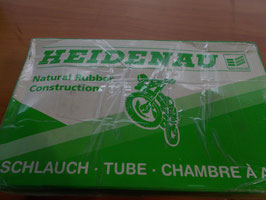 HEIDENAU
Natural Rubber
Construction
SCHLAUCH · TUBE · CHAMBRE À A